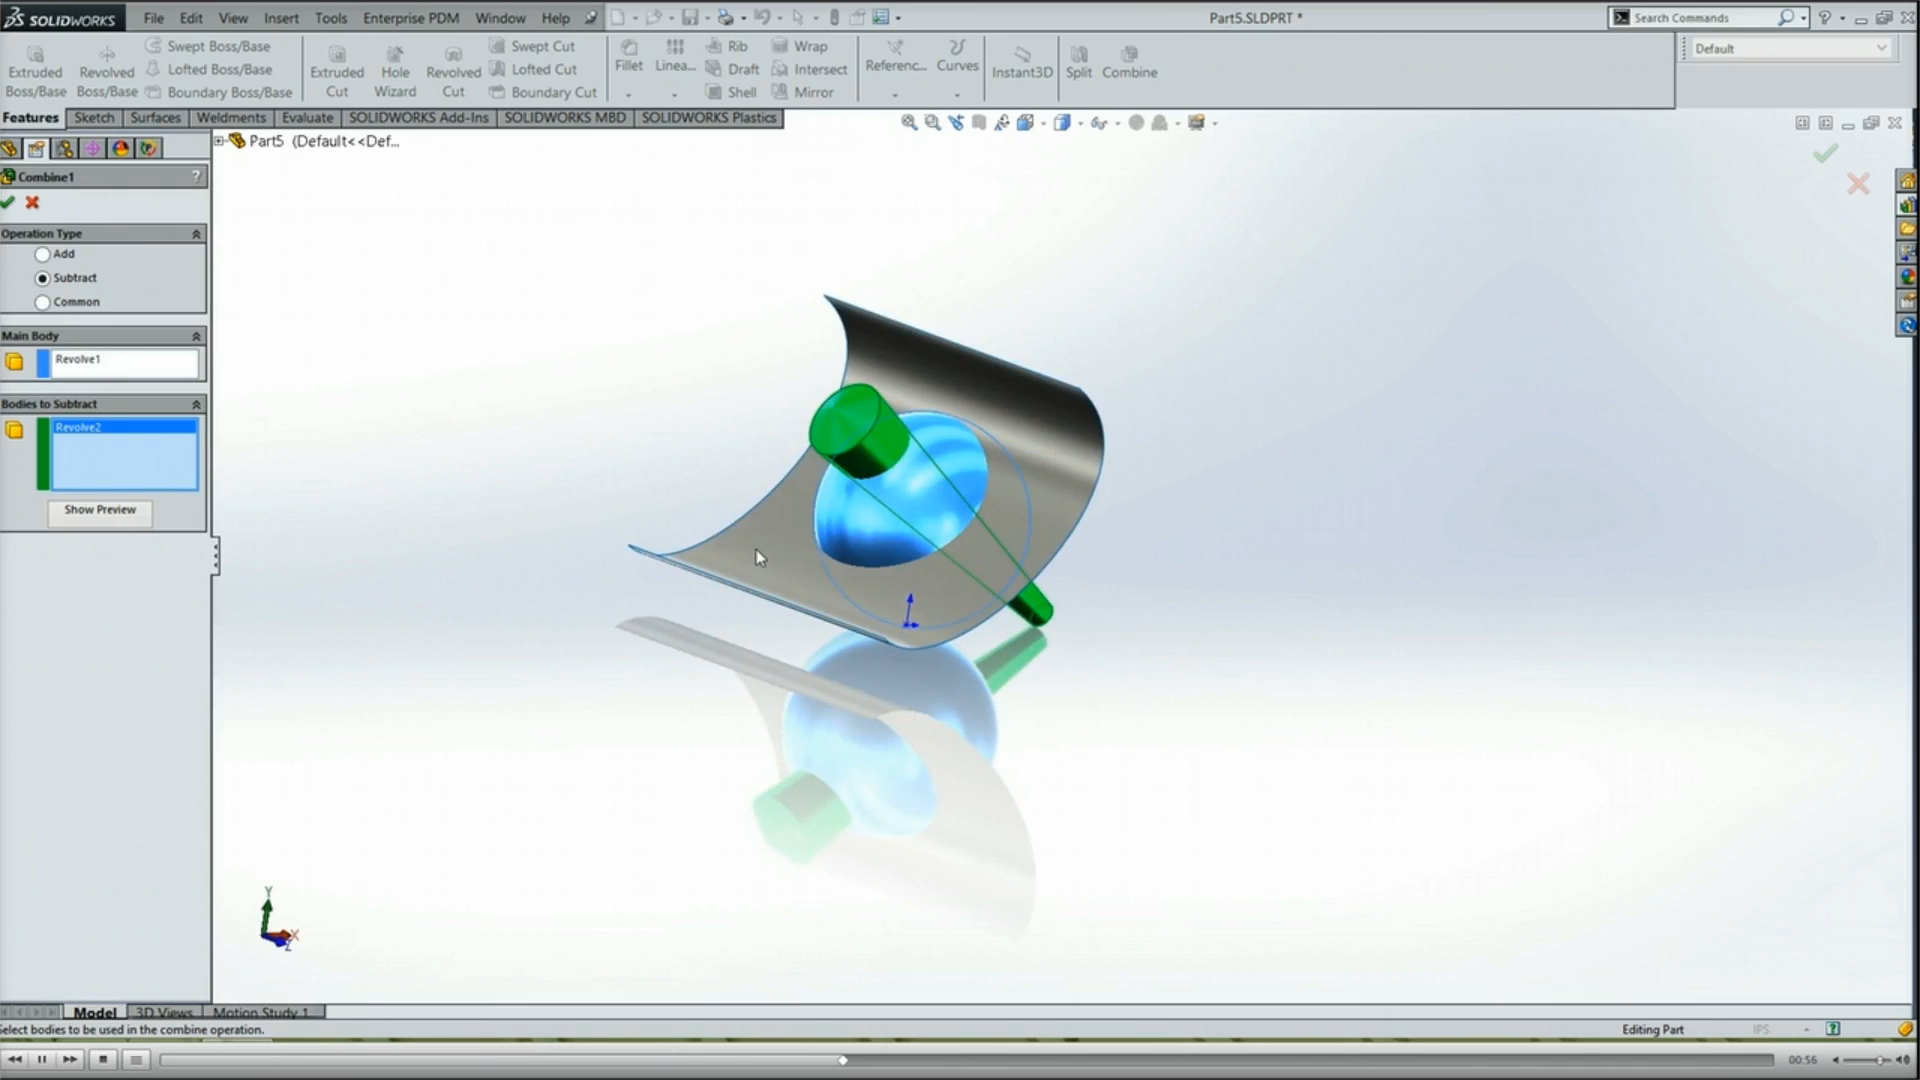 SOLIDWORKS File Edit View Insert Tools Enterprise PDM Window Help Part5.SLDPRT * Search Commands ?
Extruded Boss/Base
Revolved Boss/Base
Swept Boss/Base
Lofted Boss/Base
Boundary Boss/Base
Extruded Cut
Hole Wizard
Revolved Cut
Swept Cut
Lofted Cut
Boundary Cut
Fillet
Linea...
Rib
Draft
Shell
Wrap
Intersect
Mirror
Referenc...
Curves
Instant3D
Split
Combine
Default
Features Sketch Surfaces Weldments Evaluate SOLIDWORKS Add-Ins SOLIDWORKS MBD SOLIDWORKS Plastics
Part5 (Default<<Def...
Combine1 ?
Operation Type
Add
Subtract
Common
Main Body
Revolve1
Bodies to Subtract
Revolve2
Show Preview
Y
X
Z
Model 3D Views Motion Study 1
Select bodies to be used in the combine operation. Editing Part IPS ?
00:56